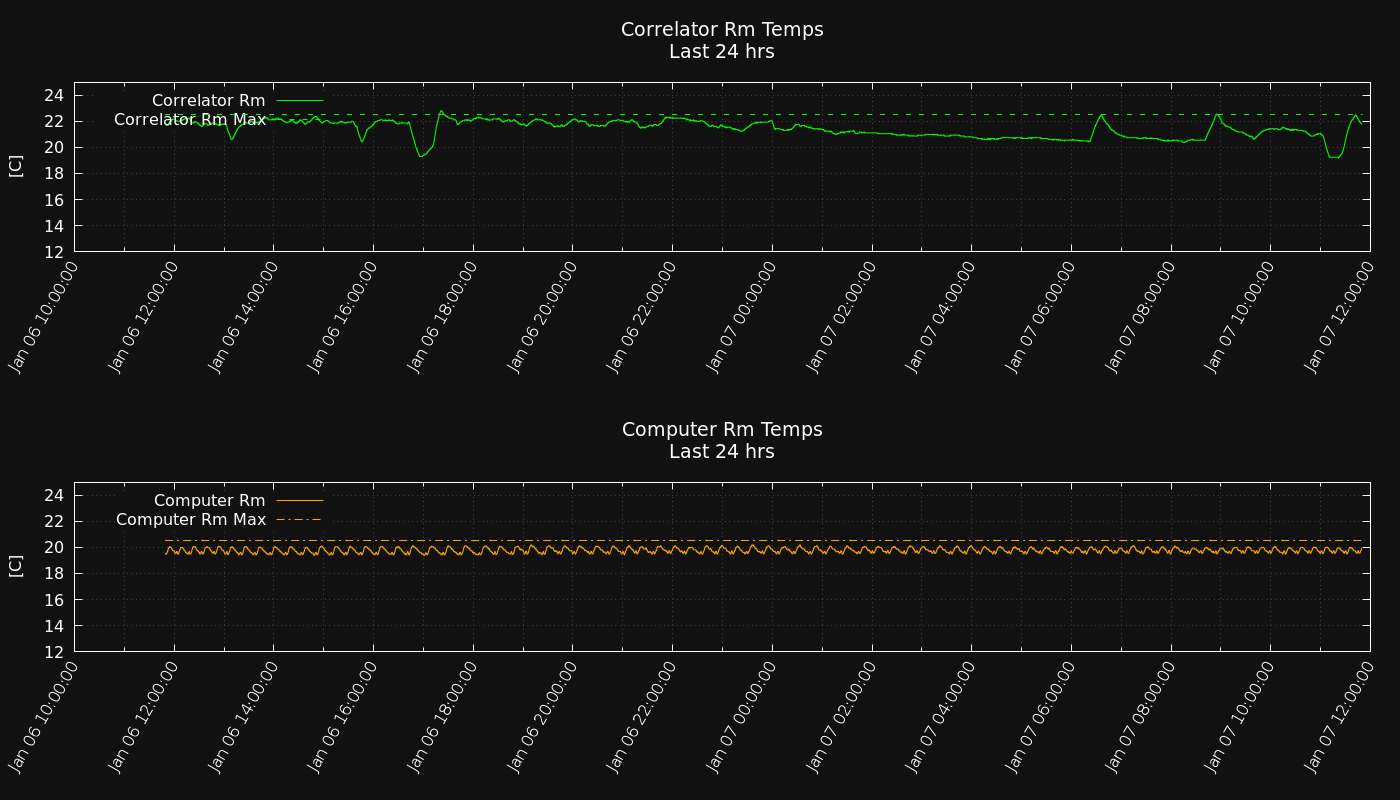 Correlator Rm Temps
Last 24 hrs
24
22
20
18
16
14
12
[C]
Correlator Rm
Correlator Rm Max
Jan 06 10:00:00
Jan 06 12:00:00
Jan 06 14:00:00
Jan 06 16:00:00
Jan 06 18:00:00
Jan 06 20:00:00
Jan 06 22:00:00
Jan 07 00:00:00
Jan 07 02:00:00
Jan 07 04:00:00
Jan 07 06:00:00
Jan 07 08:00:00
Jan 07 10:00:00
Jan 07 12:00:00
Computer Rm Temps
Last 24 hrs
24
22
20
18
16
14
12
[C]
Computer Rm
Computer Rm Max
Jan 06 10:00:00
Jan 06 12:00:00
Jan 06 14:00:00
Jan 06 16:00:00
Jan 06 18:00:00
Jan 06 20:00:00
Jan 06 22:00:00
Jan 07 00:00:00
Jan 07 02:00:00
Jan 07 04:00:00
Jan 07 06:00:00
Jan 07 08:00:00
Jan 07 10:00:00
Jan 07 12:00:00